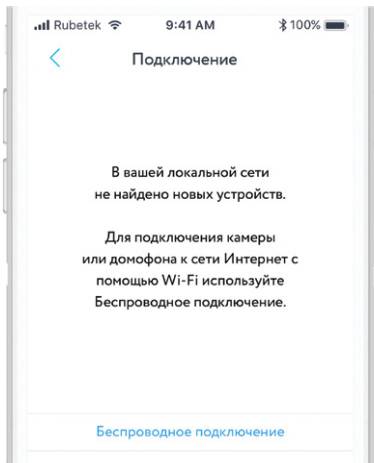 Rubetek 9:41 AM 100%
Подключение
В вашей локальной сети
не найдено новых устройств.
Для подключения камеры
или домофона к сети Интернет с
помощью Wi-Fi используйте
Беспроводное подключение.
Беспроводное подключение